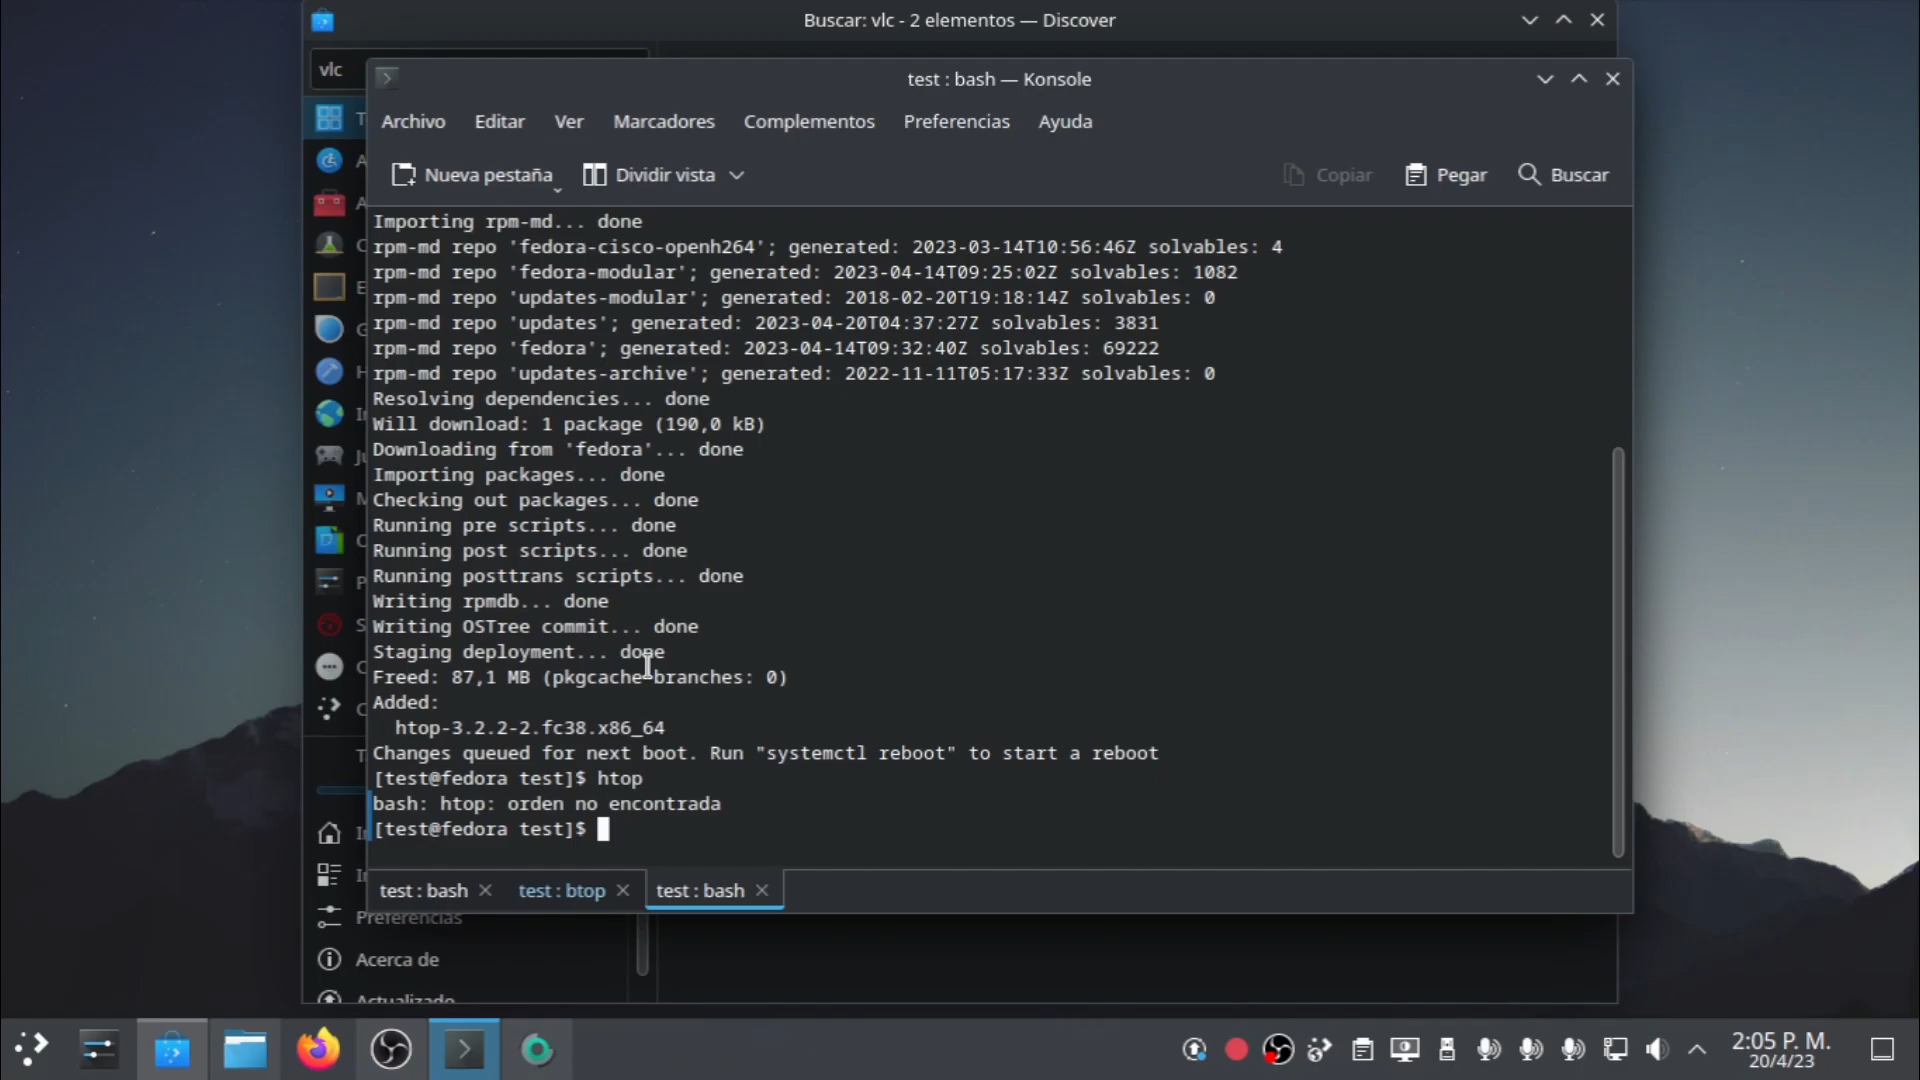 Buscar: vlc - 2 elementos — Discover
vlc
test : bash — Konsole
Archivo Editar Ver Marcadores Complementos Preferencias Ayuda
Nueva pestaña Dividir vista Copiar Pegar Buscar
Importing rpm-md... done
rpm-md repo 'fedora-cisco-openh264'; generated: 2023-03-14T10:56:46Z solvables: 4
rpm-md repo 'fedora-modular'; generated: 2023-04-14T09:25:02Z solvables: 1082
rpm-md repo 'updates-modular'; generated: 2018-02-20T19:18:14Z solvables: 0
rpm-md repo 'updates'; generated: 2023-04-20T04:37:27Z solvables: 3831
rpm-md repo 'fedora'; generated: 2023-04-14T09:32:40Z solvables: 69222
rpm-md repo 'updates-archive'; generated: 2022-11-11T05:17:33Z solvables: 0
Resolving dependencies... done
Will download: 1 package (190,0 kB)
Downloading from 'fedora'... done
Importing packages... done
Checking out packages... done
Running pre scripts... done
Running post scripts... done
Running posttrans scripts... done
Writing rpmdb... done
Writing OSTree commit... done
Staging deployment... done
Freed: 87,1 MB (pkgcache-branches: 0)
Added:
htop-3.2.2-2.fc38.x86_64
Changes queued for next boot. Run "systemctl reboot" to start a reboot
[test@fedora test]$ htop
bash: htop: orden no encontrada
[test@fedora test]$
test : bash test : btop test : bash
Preferencias
Acerca de
Actualizado
2:05 P. M.
20/4/23